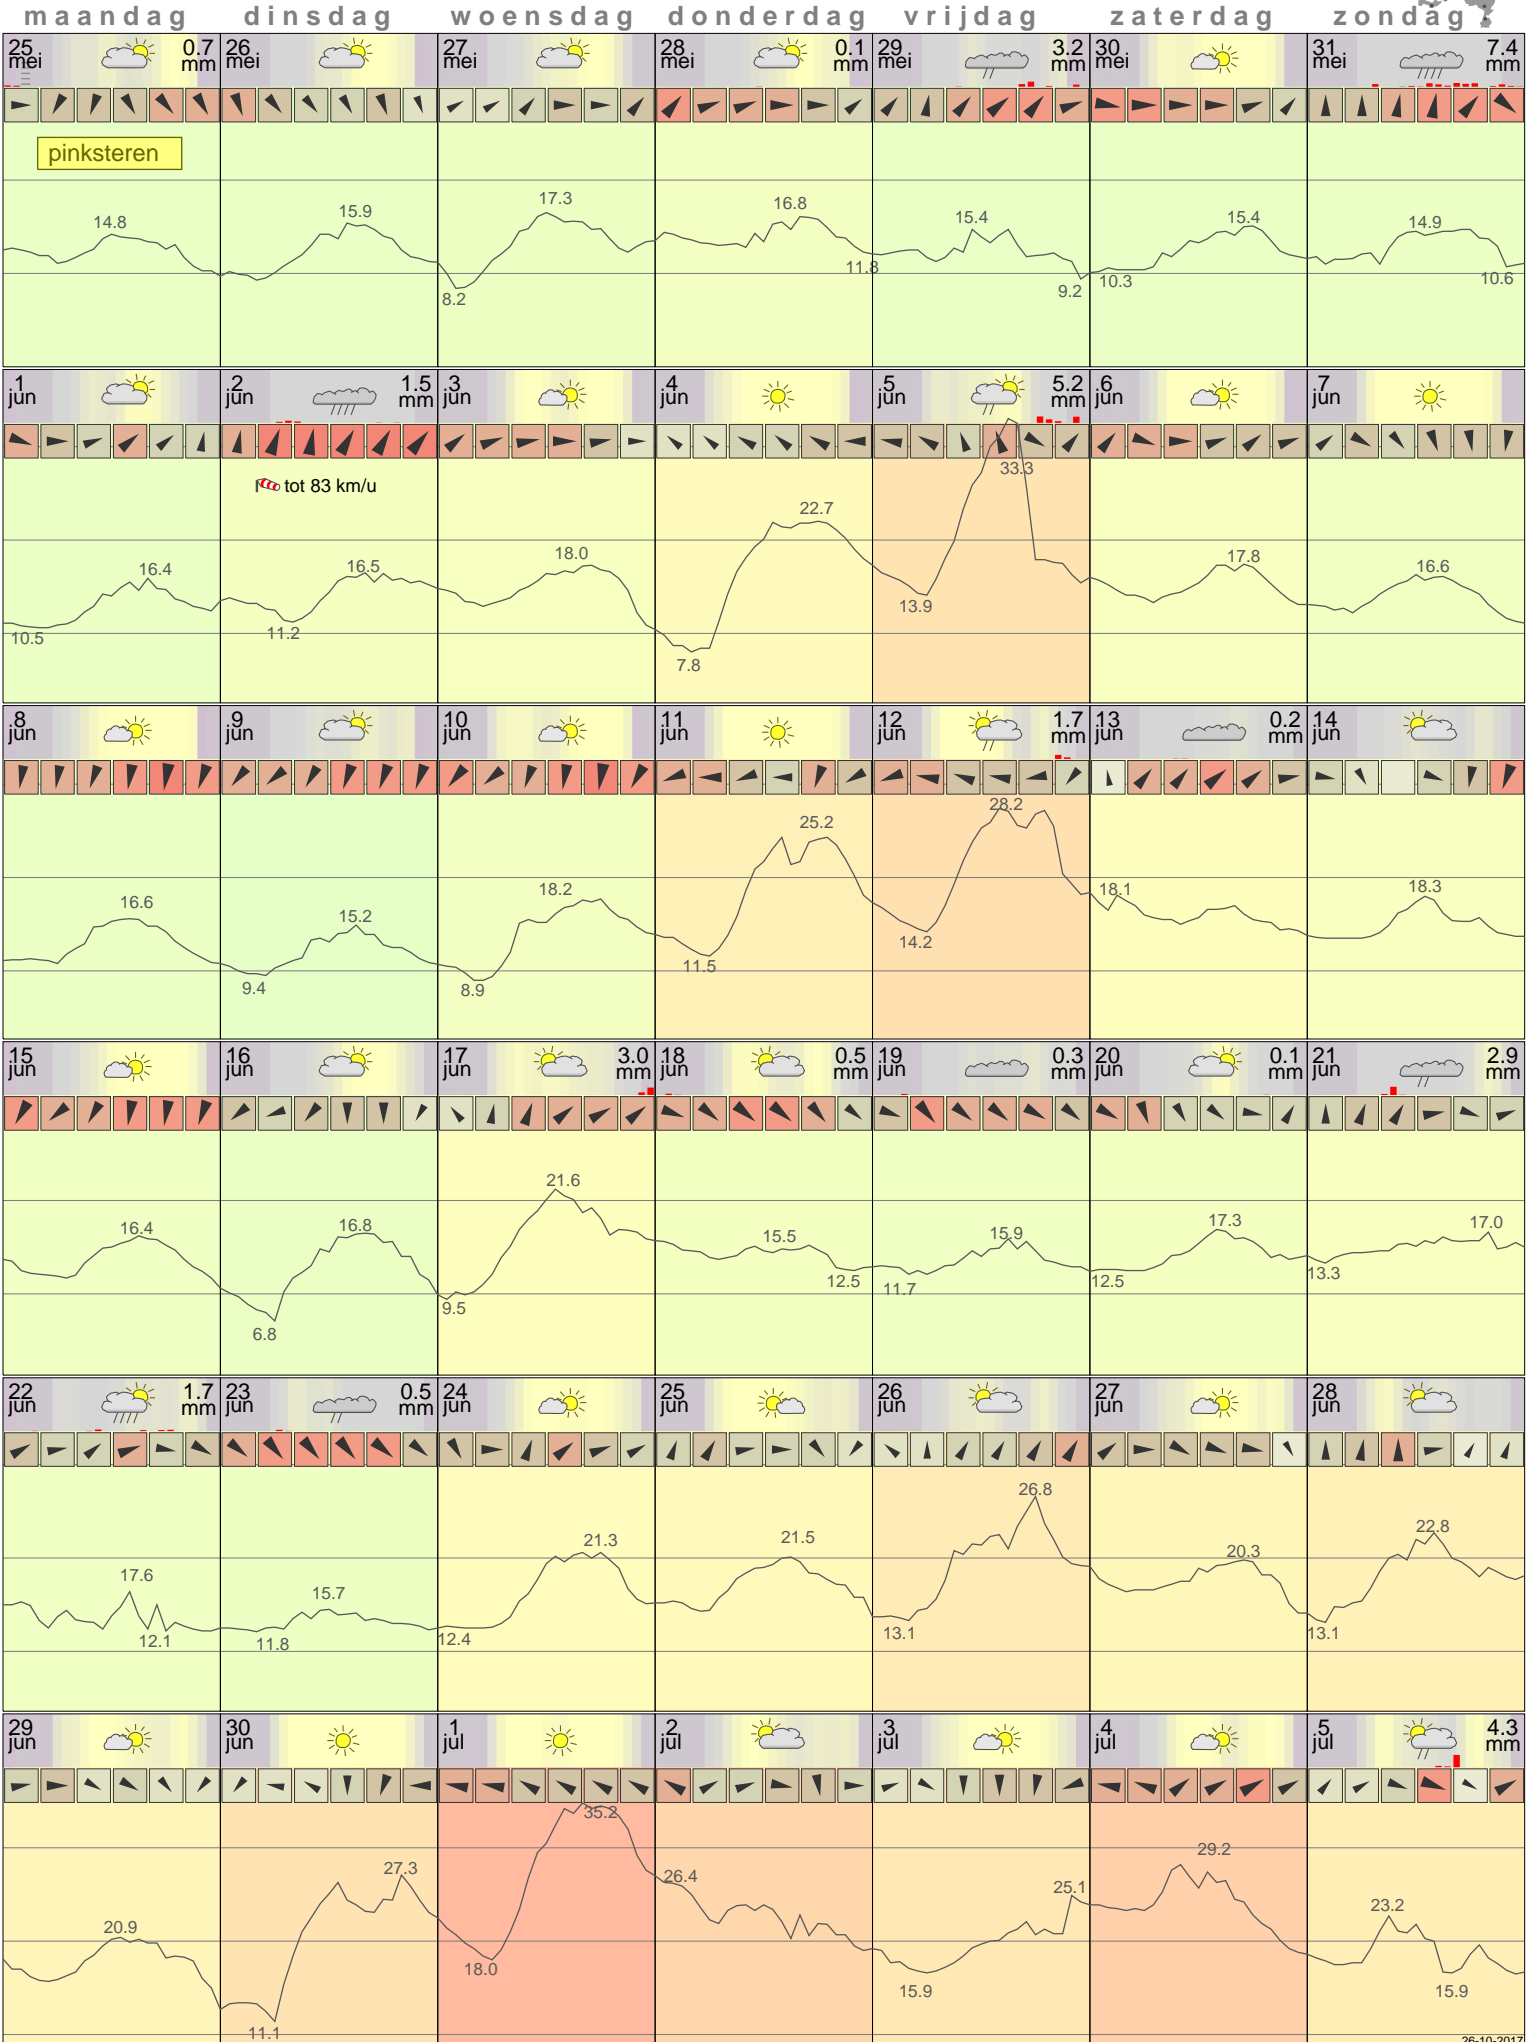 maandag dinsdag woensdag donderdag vrijdag zaterdag zondag
25 mei 0.7 mm 26 mei 27 mei 28 mei 0.1 mm 29 mei 3.2 mm 30 mei 31 mei 7.4 mm
pinksteren
14.8 15.9 17.3 16.8 15.4 15.4 14.9
8.2 11.8 9.2 10.3 10.6
1 jun 2 jun 1.5 mm 3 jun 4 jun 5 jun 5.2 mm 6 jun 7 jun
tot 83 km/u
10.5 16.4 11.2 16.5 18.0 7.8 22.7 13.9 33.3 17.8 16.6
8 jun 9 jun 10 jun 11 jun 12 jun 1.7 mm 13 jun 0.2 mm 14 jun
16.6 9.4 15.2 8.9 18.2 11.5 25.2 14.2 28.2 18.1 18.3
15 jun 16 jun 17 jun 3.0 mm 18 jun 0.5 mm 19 jun 0.3 mm 20 jun 0.1 mm 21 jun 2.9 mm
16.4 6.8 16.8 9.5 21.6 15.5 12.5 11.7 15.9 12.5 17.3 13.3 17.0
22 jun 1.7 mm 23 jun 0.5 mm 24 jun 25 jun 26 jun 27 jun 28 jun
17.6 12.1 11.8 15.7 12.4 21.3 21.5 13.1 26.8 20.3 13.1 22.8
29 jun 30 jun 1 jul 2 jul 3 jul 4 jul 5 jul 4.3 mm
20.9 11.1 27.3 18.0 35.2 26.4 15.9 25.1 29.2 23.2 15.9
26-10-2017